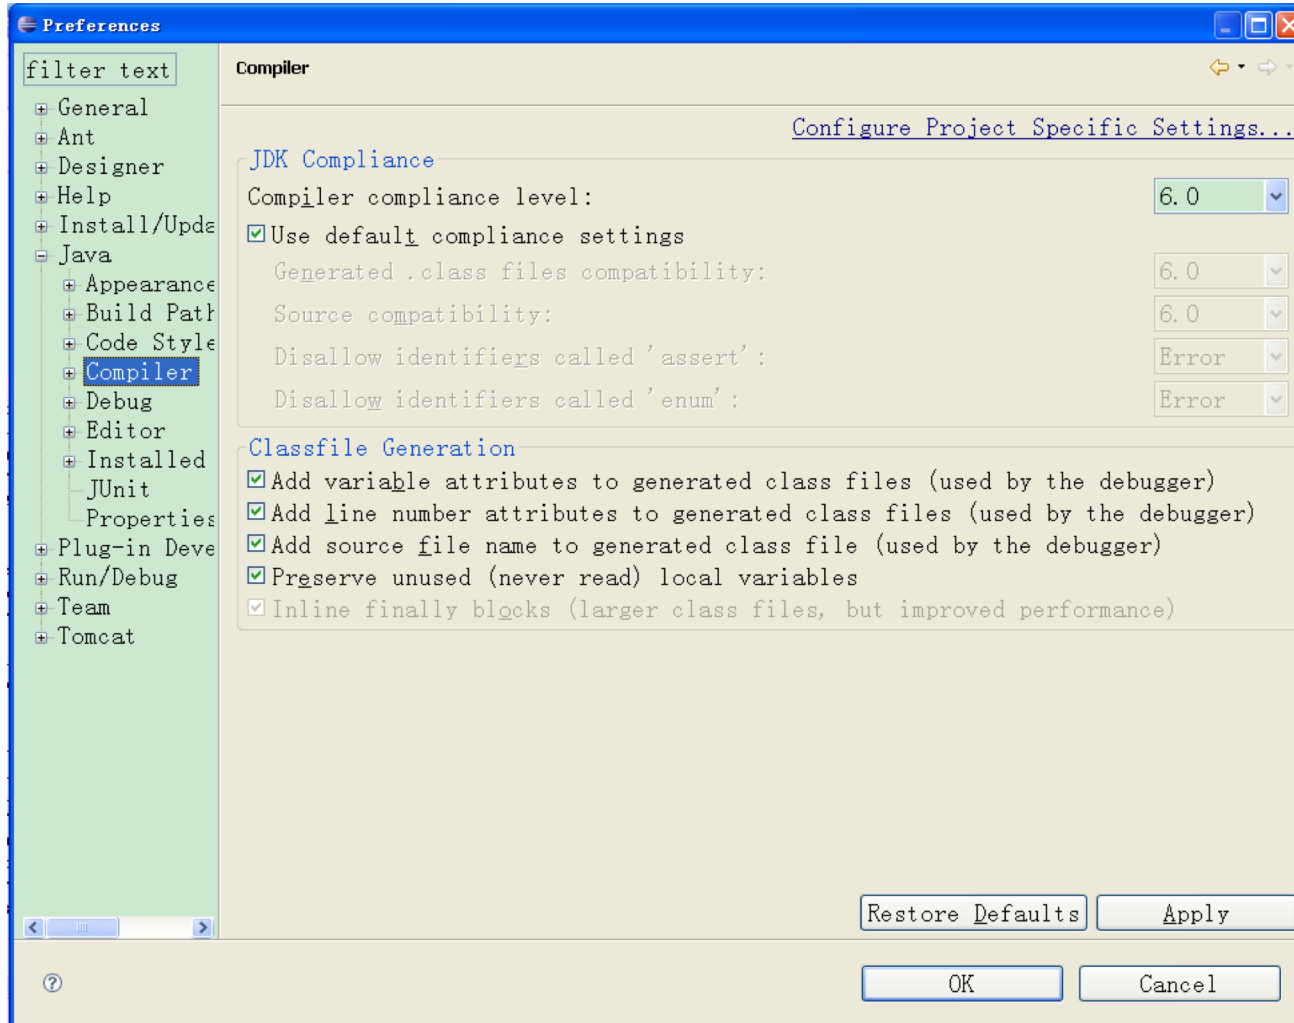 Preferences
filter text
General
Ant
Designer
Help
Install/Upda
Java
Appearance
Build Path
Code Style
Compiler
Debug
Editor
Installed
JUnit
Properties
Plug-in Deve
Run/Debug
Team
Tomcat
Compiler
Configure Project Specific Settings...
JDK Compliance
Compiler compliance level: 6.0
Use default compliance settings
Generated .class files compatibility: 6.0
Source compatibility: 6.0
Disallow identifiers called 'assert': Error
Disallow identifiers called 'enum': Error
Classfile Generation
Add variable attributes to generated class files (used by the debugger)
Add line number attributes to generated class files (used by the debugger)
Add source file name to generated class file (used by the debugger)
Preserve unused (never read) local variables
Inline finally blocks (larger class files, but improved performance)
Restore Defaults Apply
OK Cancel